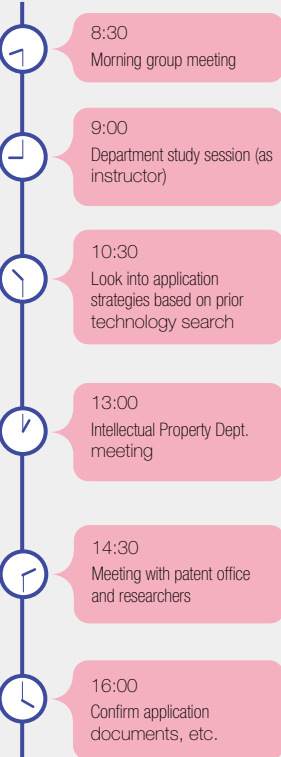 8:30
Morning group meeting
9:00
Department study session (as
instructor)
10:30
Look into application
strategies based on prior
technology search
13:00
Intellectual Property Dept.
meeting
14:30
Meeting with patent office
and researchers
16:00
Confirm application
documents, etc.